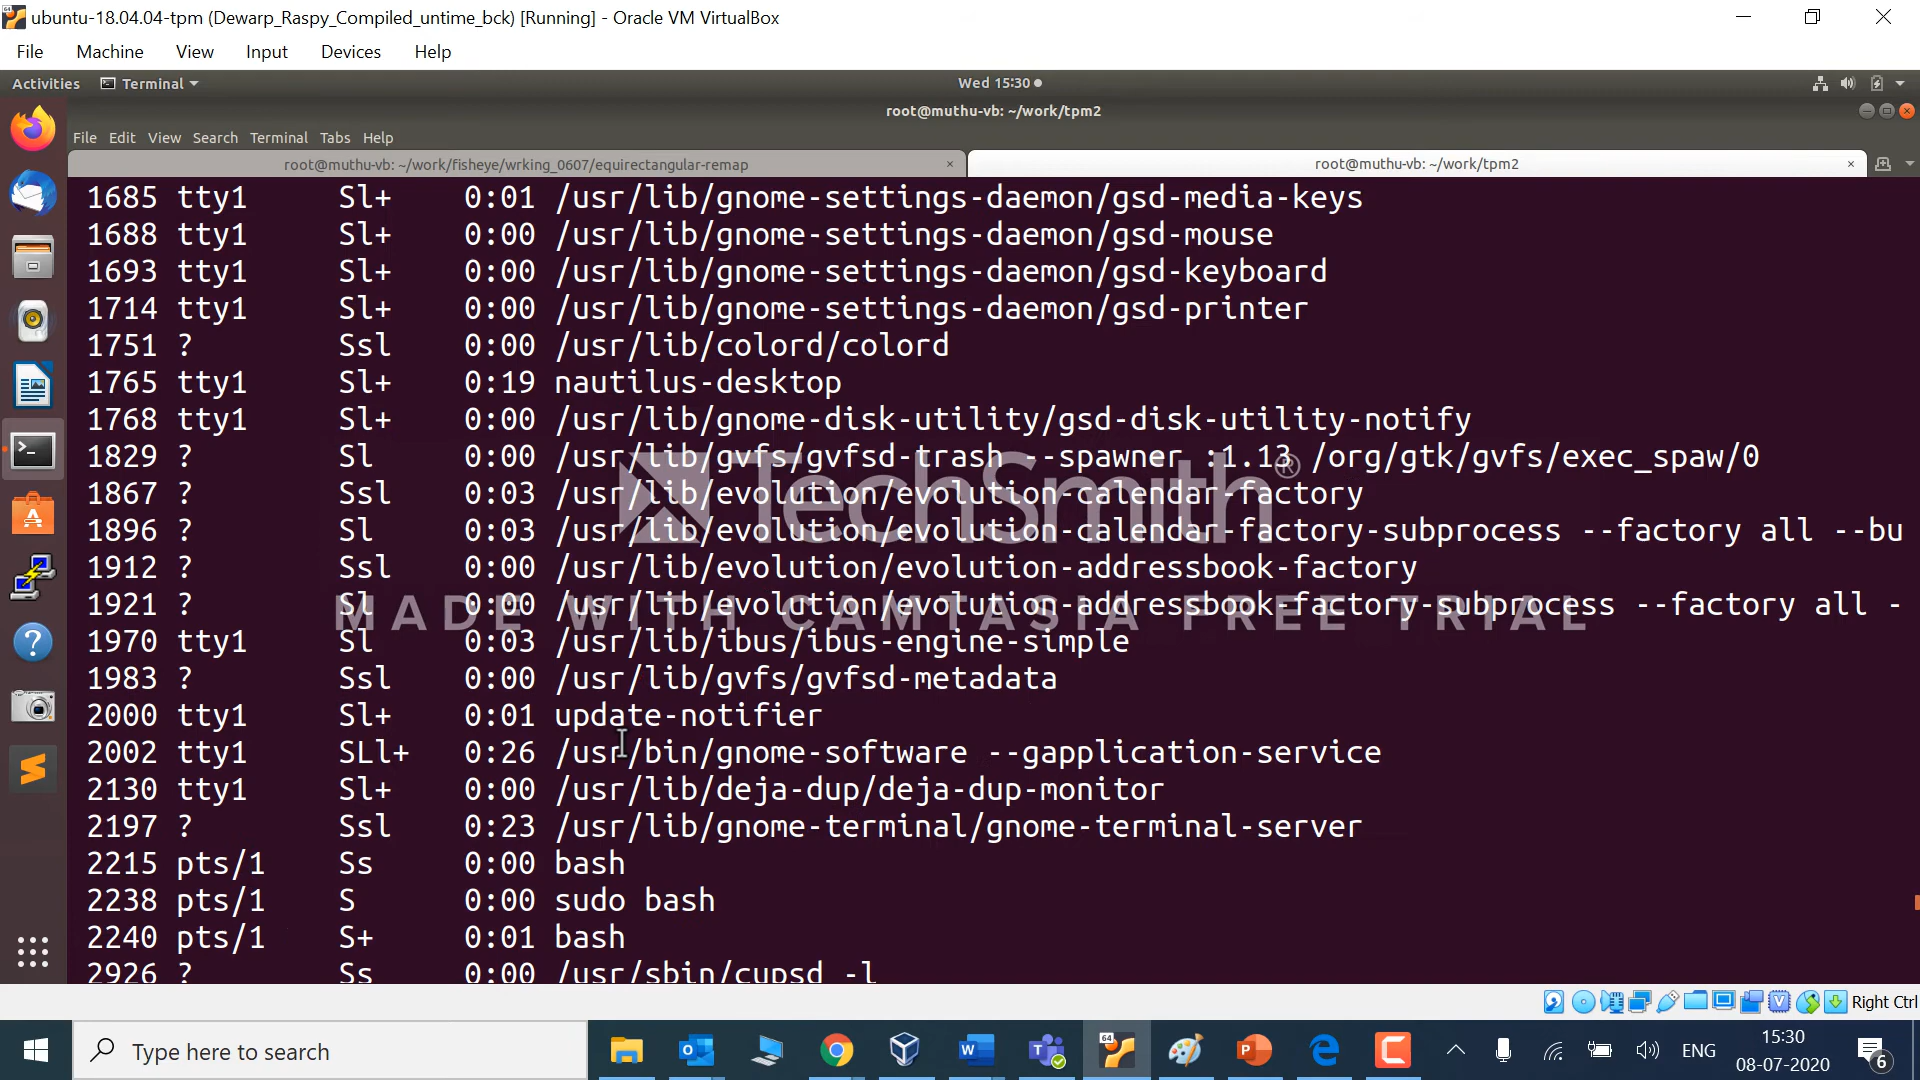 ubuntu-18.04.04-tpm (Dewarp_Raspy_Compiled_untime_bck) [Running] - Oracle VM VirtualBox
File Machine View Input Devices Help
Activities Terminal Wed 15:30
root@muthu-vb: ~/work/tpm2
File Edit View Search Terminal Tabs Help
root@muthu-vb: ~/work/fisheye/wrking_0607/equirectangular-remap × root@muthu-vb: ~/work/tpm2 ×
1685 tty1 Sl+ 0:01 /usr/lib/gnome-settings-daemon/gsd-media-keys
1688 tty1 Sl+ 0:00 /usr/lib/gnome-settings-daemon/gsd-mouse
1693 tty1 Sl+ 0:00 /usr/lib/gnome-settings-daemon/gsd-keyboard
1714 tty1 Sl+ 0:00 /usr/lib/gnome-settings-daemon/gsd-printer
1751 ? Ssl 0:00 /usr/lib/colord/colord
1765 tty1 Sl+ 0:19 nautilus-desktop
1768 tty1 Sl+ 0:00 /usr/lib/gnome-disk-utility/gsd-disk-utility-notify
1829 ? Sl 0:00 /usr/lib/gvfs/gvfsd-trash --spawner :1.13 /org/gtk/gvfs/exec_spaw/0
1867 ? Ssl 0:03 /usr/lib/evolution/evolution-calendar-factory
TechSmith®
1896 ? Sl 0:03 /usr/lib/evolution/evolution-calendar-factory-subprocess --factory all --bu
1912 ? Ssl 0:00 /usr/lib/evolution/evolution-addressbook-factory
1921 ? Sl 0:00 /usr/lib/evolution/evolution-addressbook-factory-subprocess --factory all -
MADE WITH CAMTASIA FREE TRIAL
1970 tty1 Sl 0:03 /usr/lib/ibus/ibus-engine-simple
1983 ? Ssl 0:00 /usr/lib/gvfs/gvfsd-metadata
2000 tty1 Sl+ 0:01 update-notifier
2002 tty1 SLl+ 0:26 /usr/bin/gnome-software --gapplication-service
2130 tty1 Sl+ 0:00 /usr/lib/deja-dup/deja-dup-monitor
2197 ? Ssl 0:23 /usr/lib/gnome-terminal/gnome-terminal-server
2215 pts/1 Ss 0:00 bash
2238 pts/1 S 0:00 sudo bash
2240 pts/1 S+ 0:01 bash
2926 ? Ss 0:00 /usr/sbin/cupsd -l
Right Ctrl
Type here to search ENG 15:30
08-07-2020 6